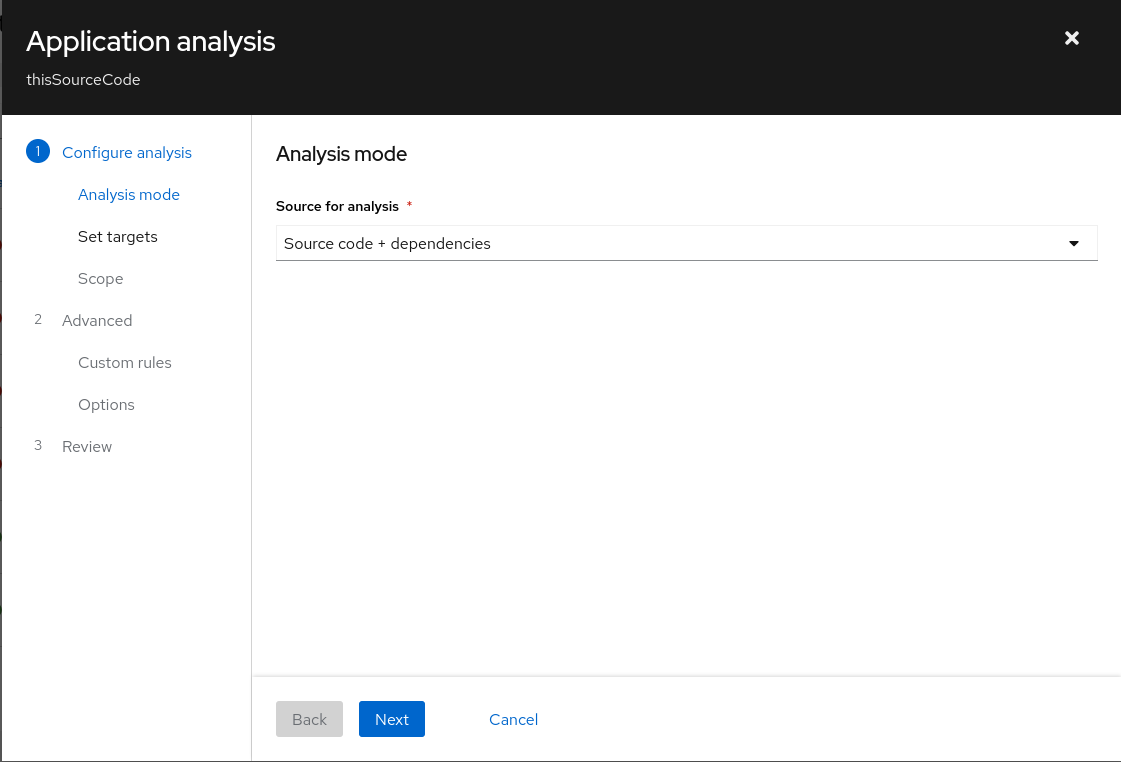 Application analysis
thisSourceCode
1 Configure analysis
Analysis mode
Set targets
Scope
2 Advanced
Custom rules
Options
3 Review
Analysis mode
Source for analysis *
Source code + dependencies
Back Next Cancel